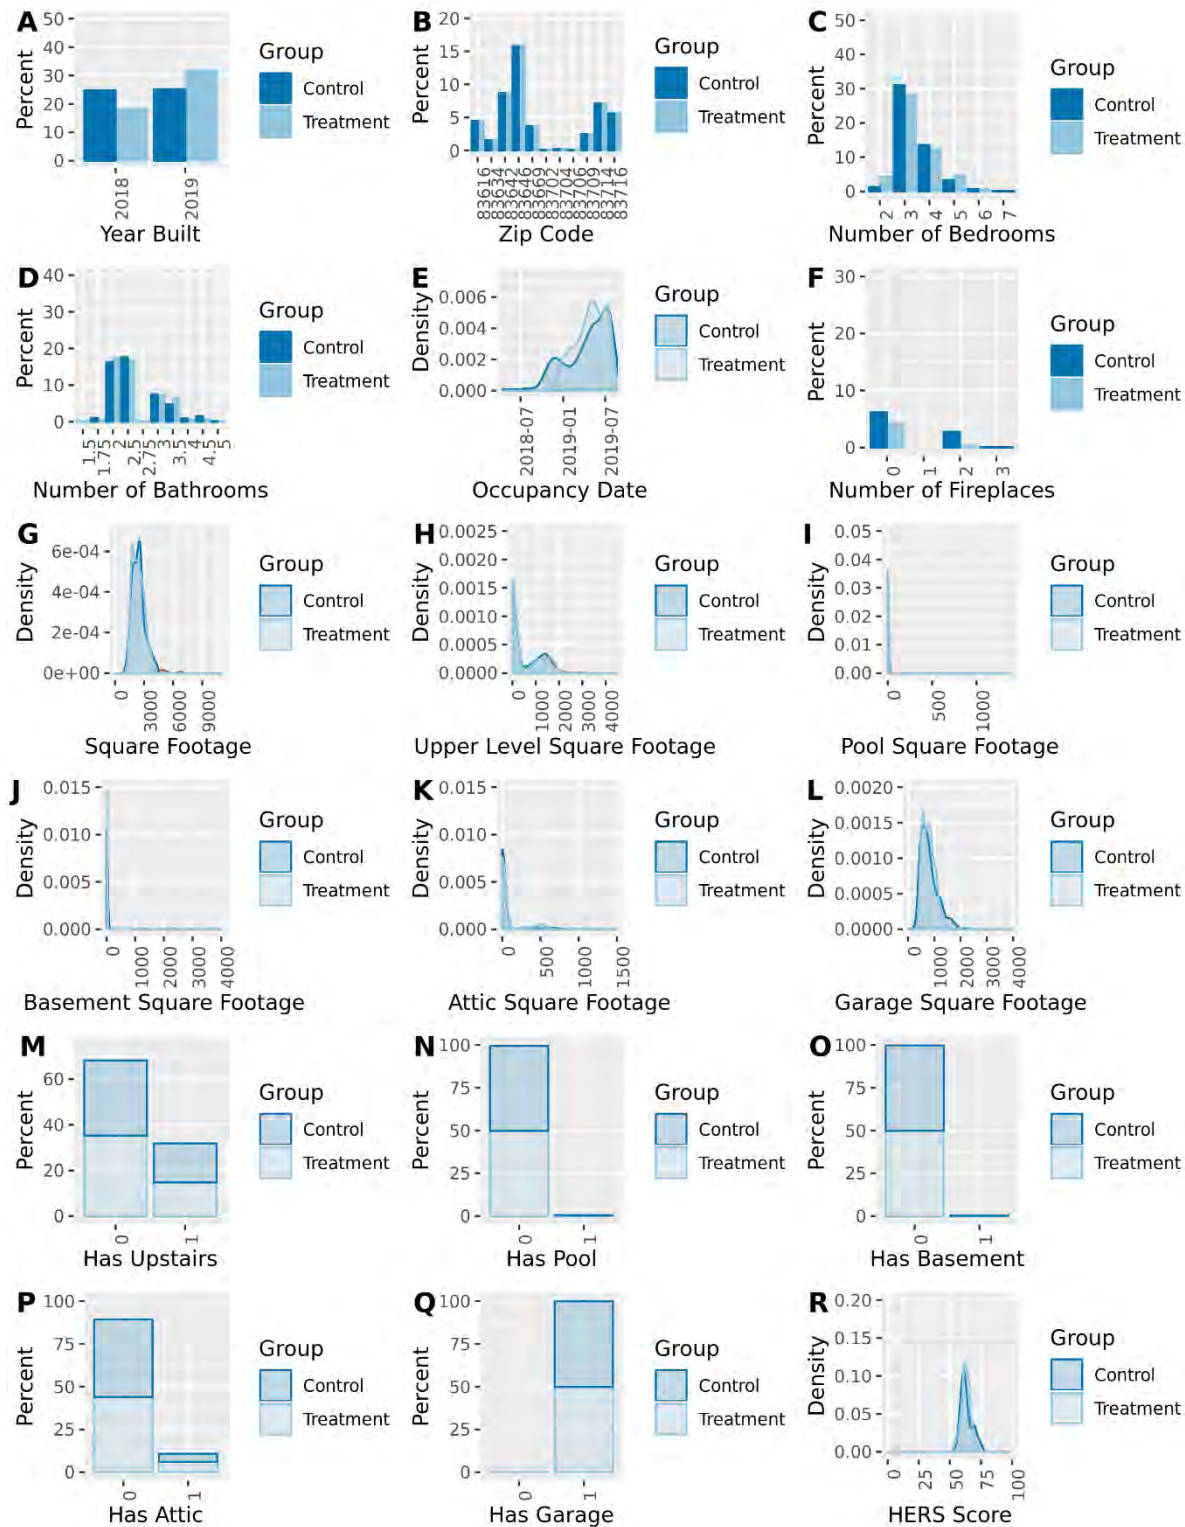 A
50
40
30
20
10
0
Percent
2018
2019
Year Built
Group
Control
Treatment
B
20
15
10
5
0
Percent
83616
83634
83642
83646
83669
83702
83704
83706
83709
83714
83716
Zip Code
Group
Control
Treatment
C
50
40
30
20
10
0
Percent
2
3
4
5
6
7
Number of Bedrooms
Group
Control
Treatment
D
40
30
20
10
0
Percent
1.5
1.75
2
2.5
2.75
3
3.5
4
4.5
5
Number of Bathrooms
Group
Control
Treatment
E
0.006
0.004
0.002
0.000
Density
2018-07
2019-01
2019-07
Occupancy Date
Group
Control
Treatment
F
30
20
10
0
Percent
0
1
2
3
Number of Fireplaces
Group
Control
Treatment
G
6e-04
4e-04
2e-04
0e+00
Density
0
3000
6000
9000
Square Footage
Group
Control
Treatment
H
0.0025
0.0020
0.0015
0.0010
0.0005
0.0000
Density
0
1000
2000
3000
4000
Upper Level Square Footage
Group
Control
Treatment
I
0.05
0.04
0.03
0.02
0.01
0.00
Density
0
500
1000
Pool Square Footage
Group
Control
Treatment
J
0.015
0.010
0.005
0.000
Density
0
1000
2000
3000
4000
Basement Square Footage
Group
Control
Treatment
K
0.015
0.010
0.005
0.000
Density
0
500
1000
1500
Attic Square Footage
Group
Control
Treatment
L
0.0020
0.0015
0.0010
0.0005
0.0000
Density
0
1000
2000
3000
4000
Garage Square Footage
Group
Control
Treatment
M
60
40
20
0
Percent
0
1
Has Upstairs
Group
Control
Treatment
N
100
75
50
25
0
Percent
0
1
Has Pool
Group
Control
Treatment
O
100
75
50
25
0
Percent
0
1
Has Basement
Group
Control
Treatment
P
100
75
50
25
0
Percent
0
1
Has Attic
Group
Control
Treatment
Q
100
75
50
25
0
Percent
0
1
Has Garage
Group
Control
Treatment
R
0.20
0.15
0.10
0.05
0.00
Density
0
25
50
75
100
HERS Score
Group
Control
Treatment